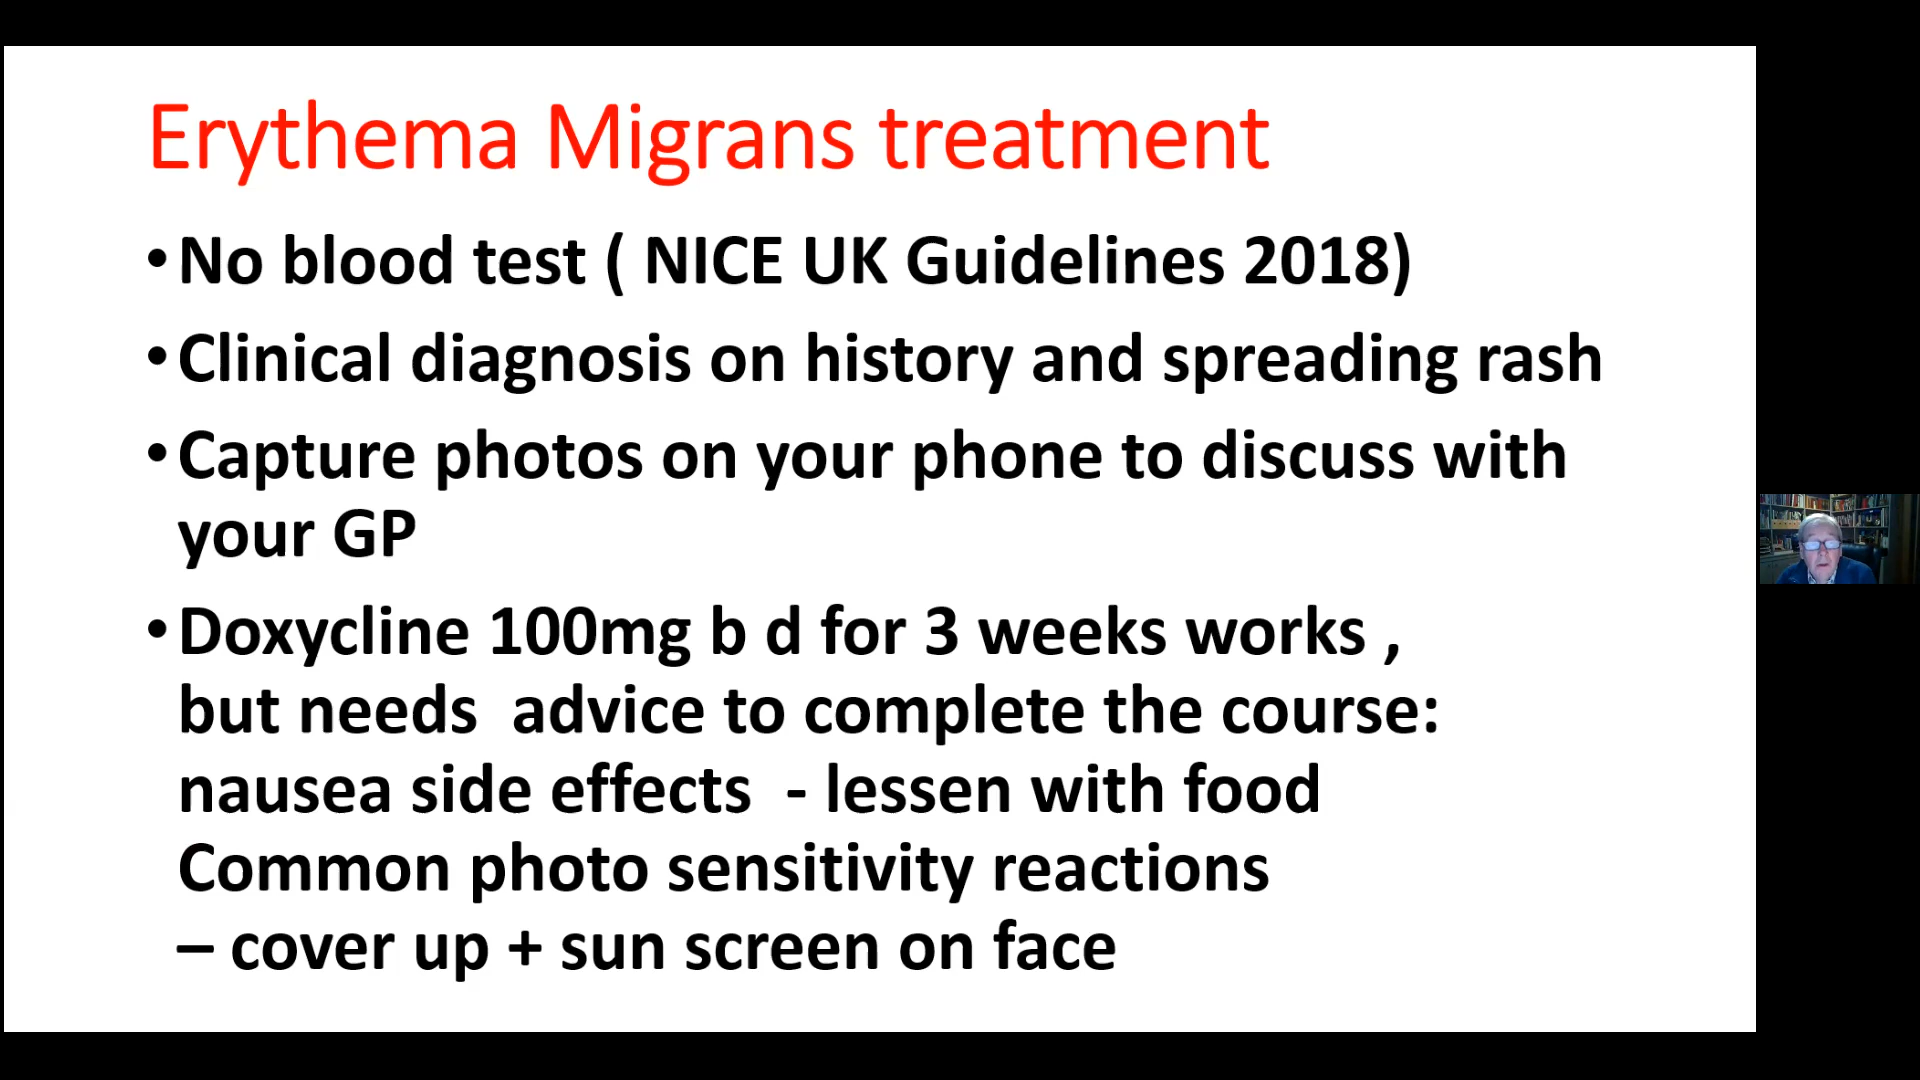 Erythema Migrans treatment
•No blood test ( NICE UK Guidelines 2018)
•Clinical diagnosis on history and spreading rash
•Capture photos on your phone to discuss with
your GP
•Doxycline 100mg b d for 3 weeks works ,
but needs  advice to complete the course:
nausea side effects  - lessen with food
Common photo sensitivity reactions
– cover up + sun screen on face